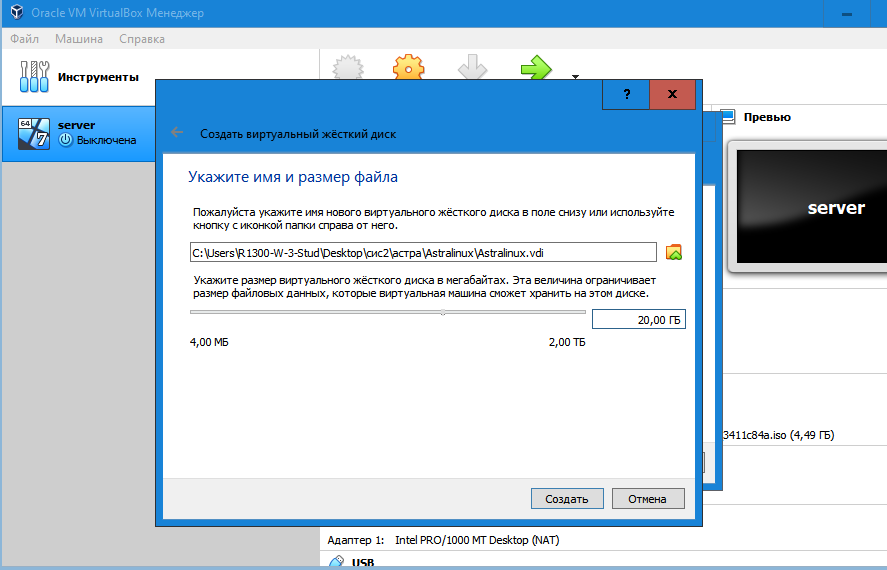 Oracle VM VirtualBox Менеджер
Файл Машина Справка
Инструменты
64
7
server
Выключена
?
X
Создать виртуальный жёсткий диск
Укажите имя и размер файла
Пожалуйста укажите имя нового виртуального жёсткого диска в поле снизу или используйте
кнопку с иконкой папки справа от него.
C:\Users\R1300-W-3-Stud\Desktop\сис2\астра\Astralinux\Astralinux.vdi
Укажите размер виртуального жёсткого диска в мегабайтах. Эта величина ограничивает
размер файловых данных, которые виртуальная машина сможет хранить на этом диске.
20,00 ГБ
4,00 МБ 2,00 ТБ
Создать Отмена
Превью
server
3411c84a.iso (4,49 ГБ)
Адаптер 1: Intel PRO/1000 MT Desktop (NAT)
USB